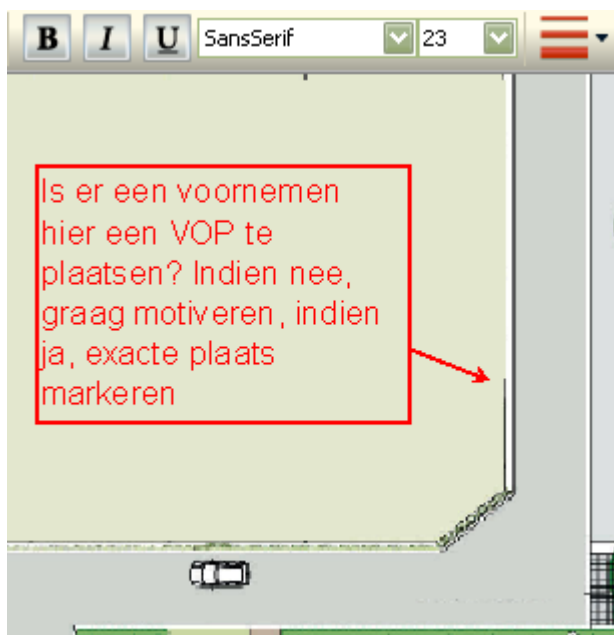 B I U SansSerif 23
Is er een voornemen
hier een VOP te
plaatsen? Indien nee,
graag motiveren, indien
ja, exacte plaats
markeren